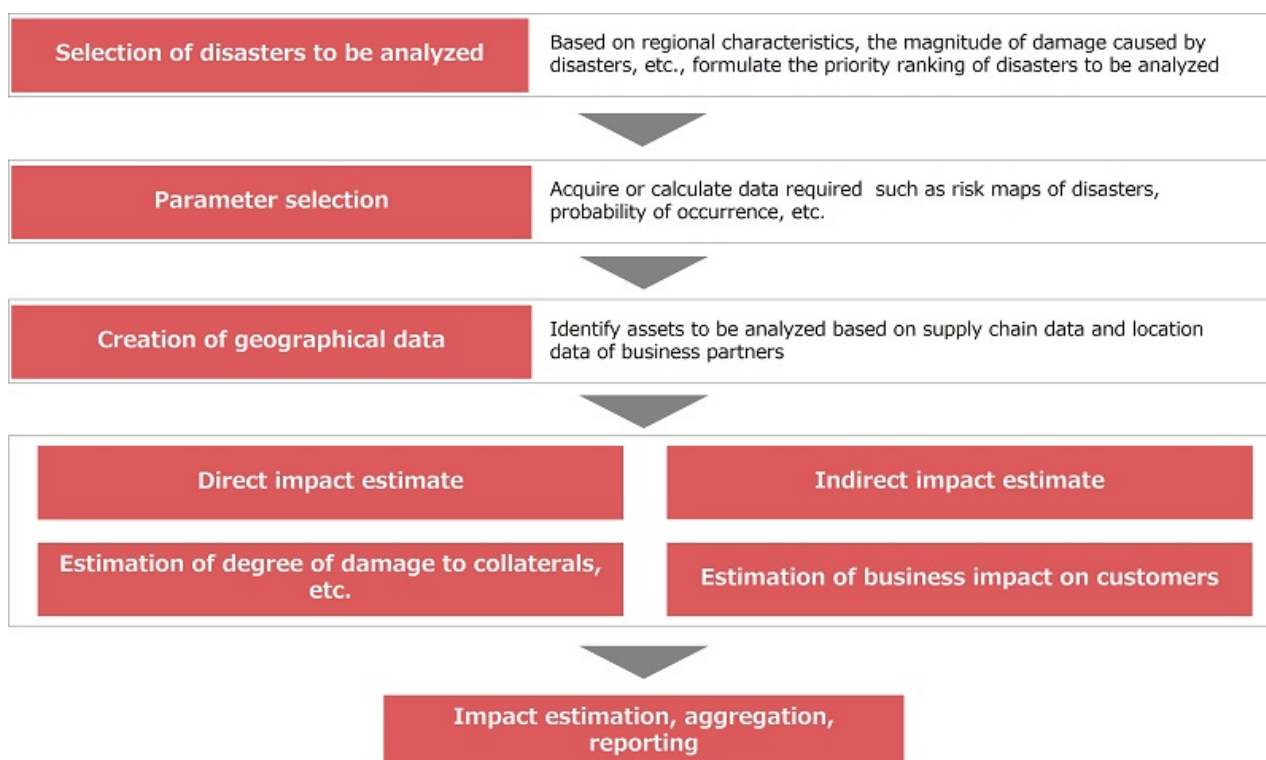 Selection of disasters to be analyzed
Based on regional characteristics, the magnitude of damage caused by
disasters, etc., formulate the priority ranking of disasters to be analyzed
Parameter selection
Acquire or calculate data required such as risk maps of disasters,
probability of occurrence, etc.
Creation of geographical data
Identify assets to be analyzed based on supply chain data and location
data of business partners
Direct impact estimate
Indirect impact estimate
Estimation of degree of damage to collaterals,
etc.
Estimation of business impact on customers
Impact estimation, aggregation,
reporting